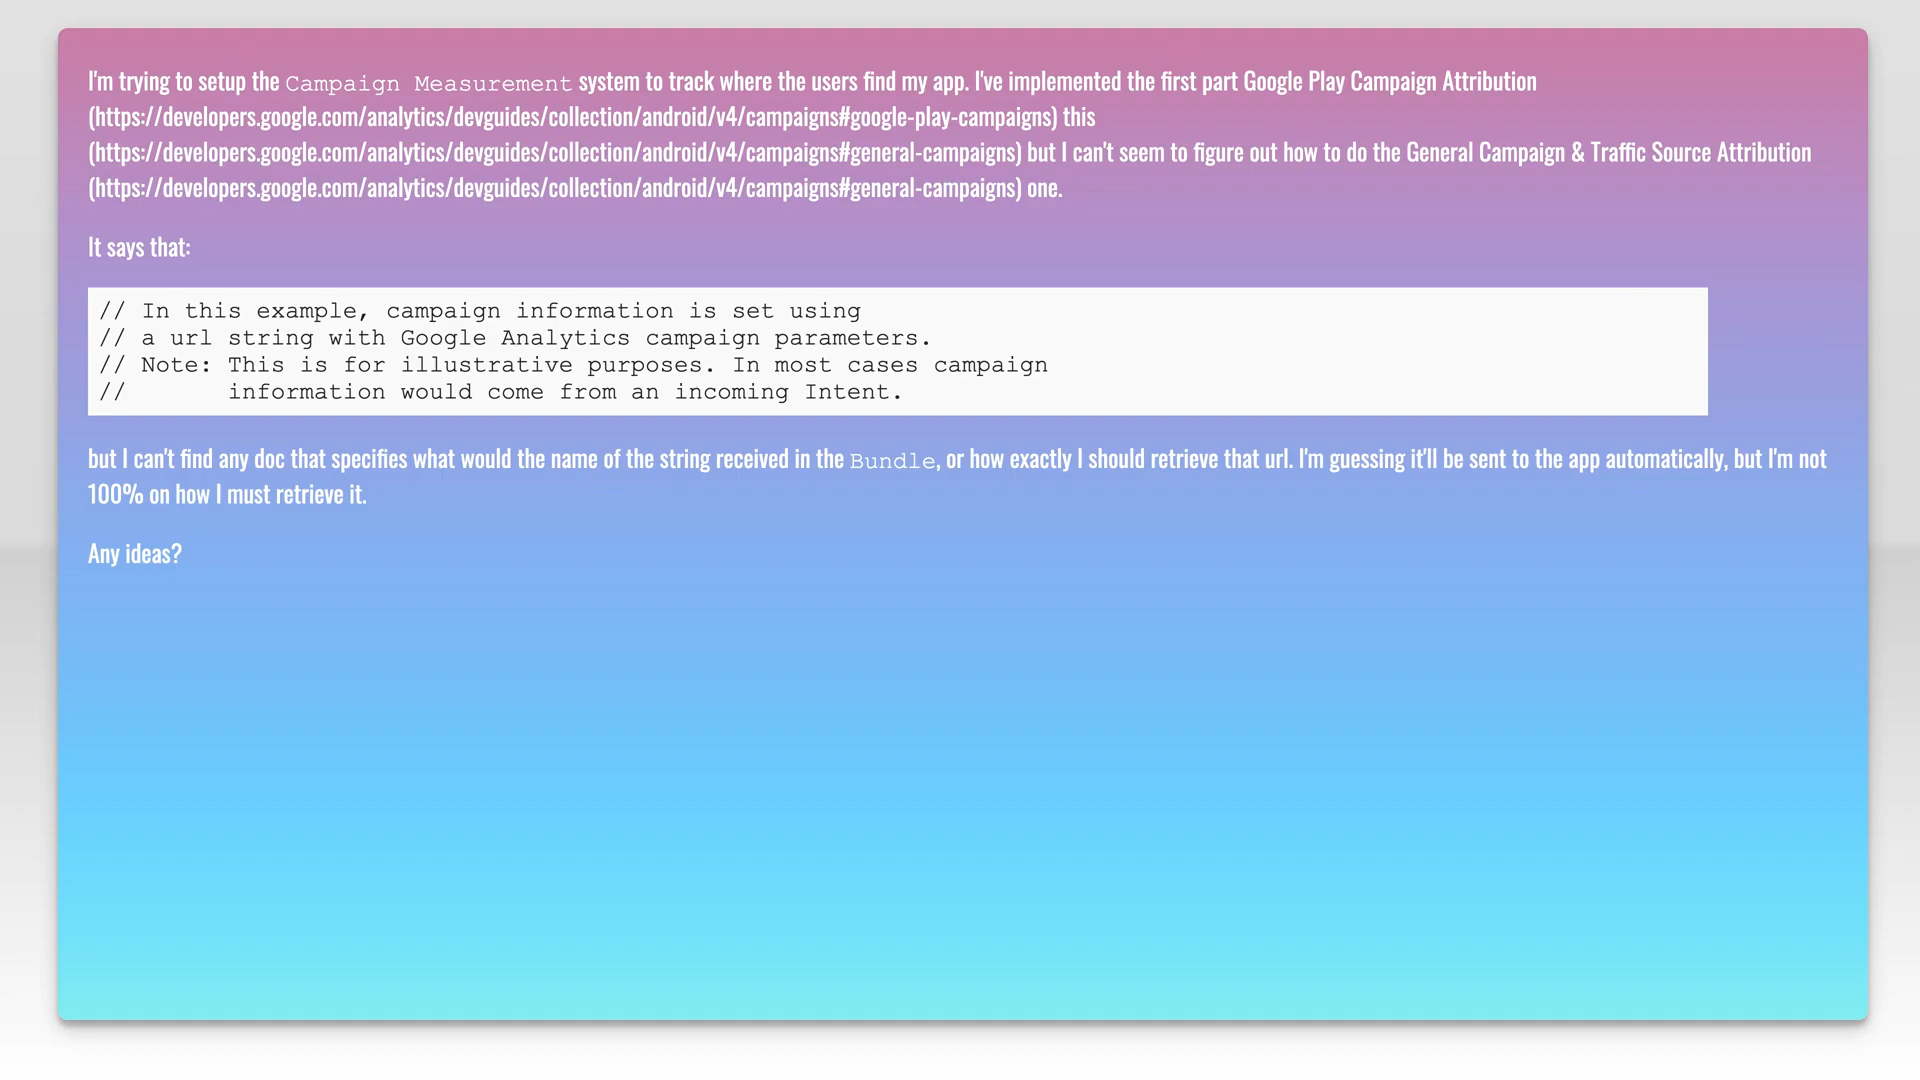 I'm trying to setup the Campaign Measurement system to track where the users find my app. I've implemented the first part Google Play Campaign Attribution
(https://developers.google.com/analytics/devguides/collection/android/v4/campaigns#google-play-campaigns) this
(https://developers.google.com/analytics/devguides/collection/android/v4/campaigns#general-campaigns) but I can't seem to figure out how to do the General Campaign & Traffic Source Attribution
(https://developers.google.com/analytics/devguides/collection/android/v4/campaigns#general-campaigns) one.
It says that:
// In this example, campaign information is set using
// a url string with Google Analytics campaign parameters.
// Note: This is for illustrative purposes. In most cases campaign
//       information would come from an incoming Intent.
but I can't find any doc that specifies what would the name of the string received in the Bundle, or how exactly I should retrieve that url. I'm guessing it'll be sent to the app automatically, but I'm not
100% on how I must retrieve it.
Any ideas?